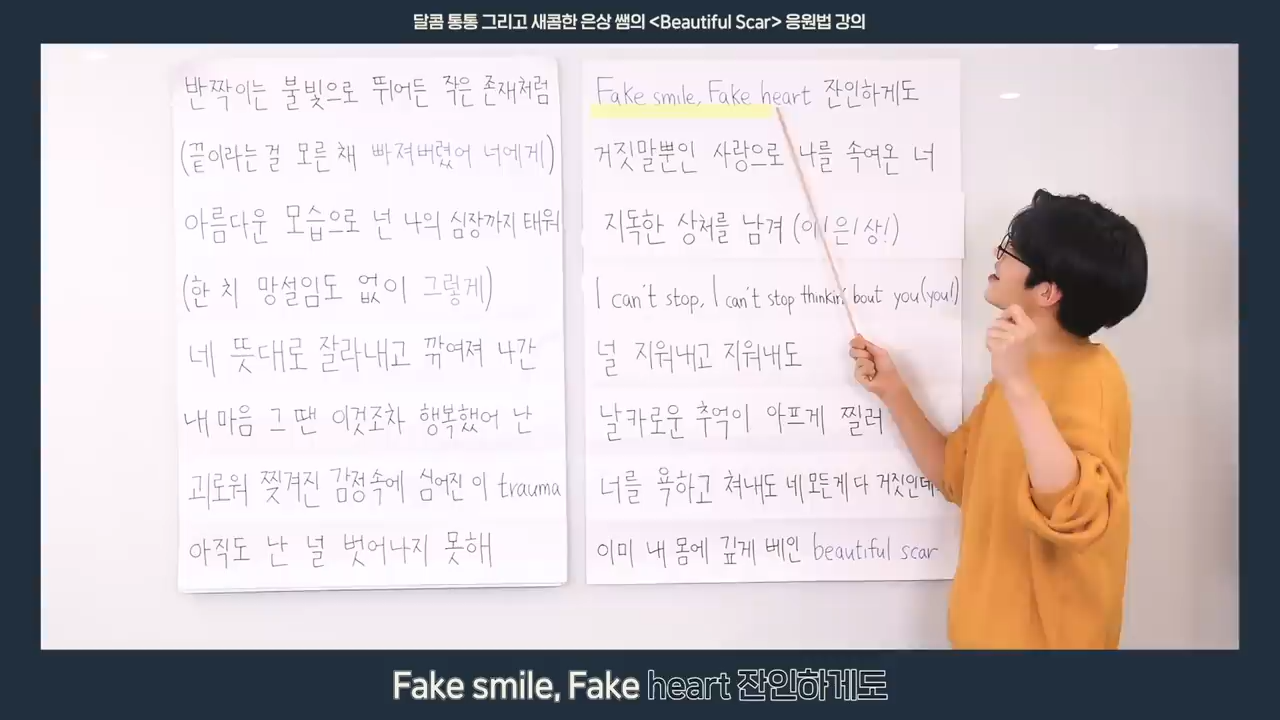 달콤 통통 그리고 새콤한 은상 쌤의 <Beautiful Scar> 응원법 강의
반짝이는 불빛으로 뛰어든 작은 존재처럼
(끝이라는 걸 모른 채 빠져버렸어 너에게)
아름다운 모습으로 넌 나의 심장까지 태워
(한 치 망설임도 없이 그렇게)
네 뜻대로 잘라내고 깎여져 나간
내 마음 그 땐 이것조차 행복했어 난
괴로워 찢겨진 감정속에 심어진 이 trauma
아직도 난 널 벗어나지 못해
Fake smile, Fake heart 잔인하게도
거짓말뿐인 사랑으로 나를 속여온 너
지독한 상처를 남겨 (이!은!상!)
I can't stop, I can't stop thinkin' bout you(you!)
널 지워내고 지워내도
날카로운 추억이 아프게 찔러
너를 욕하고 쳐내도 네 모든게 다 거짓인데
이미 내 몸에 깊게 베인 beautiful scar
Fake smile, Fake heart 잔인하게도